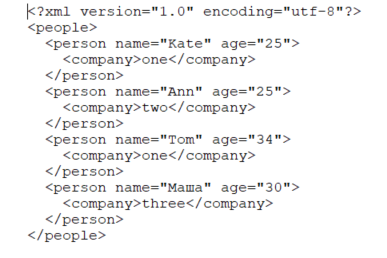 <?xml version="1.0" encoding="utf-8"?>
<people>
<person name="Kate" age="25">
<company>one</company>
</person>
<person name="Ann" age="25">
<company>two</company>
</person>
<person name="Tom" age="34">
<company>one</company>
</person>
<person name="Маша" age="30">
<company>three</company>
</person>
</people>